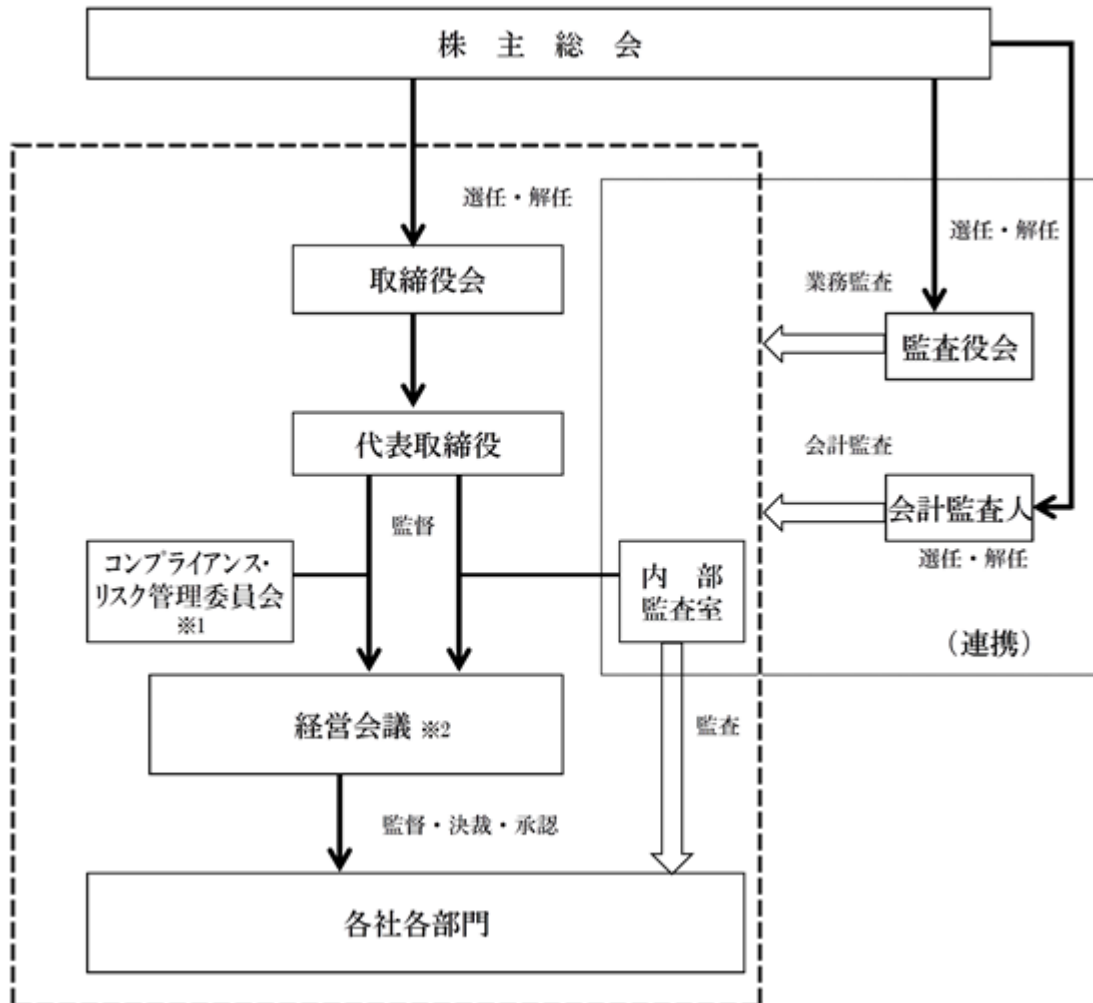 株主総会
選任・解任
選任・解任
取締役会
業務監査
監査役会
代表取締役
会計監査
監督
会計監査人
選任・解任
コンプライアンス・
リスク管理委員会
※1
内部
監査室
(連携)
経営会議 ※2
監査
監督・決裁・承認
各社各部門